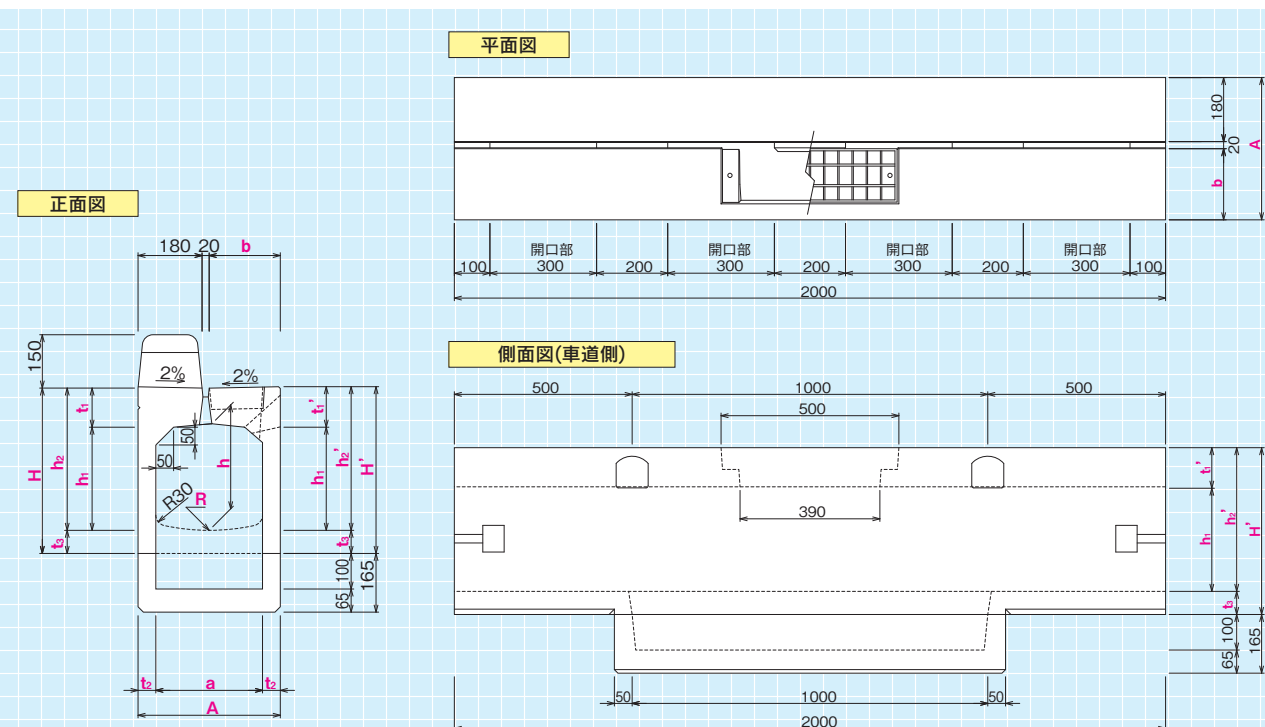 平面図
180
20
A
b
開口部 開口部 開口部 開口部
100 300 200 300 200 300 200 300 100
2000
正面図
180 20 b
150
2% 2%
t1 t1’
50
50
H h2 h1 h h1 h2’ H’
R30 R
t3 t3
100
165
65
t2 a t2
A
側面図(車道側)
500 1000 500
500
390
t1’
h1 h2’ H’
t3
100
165
65
50 1000 50
2000